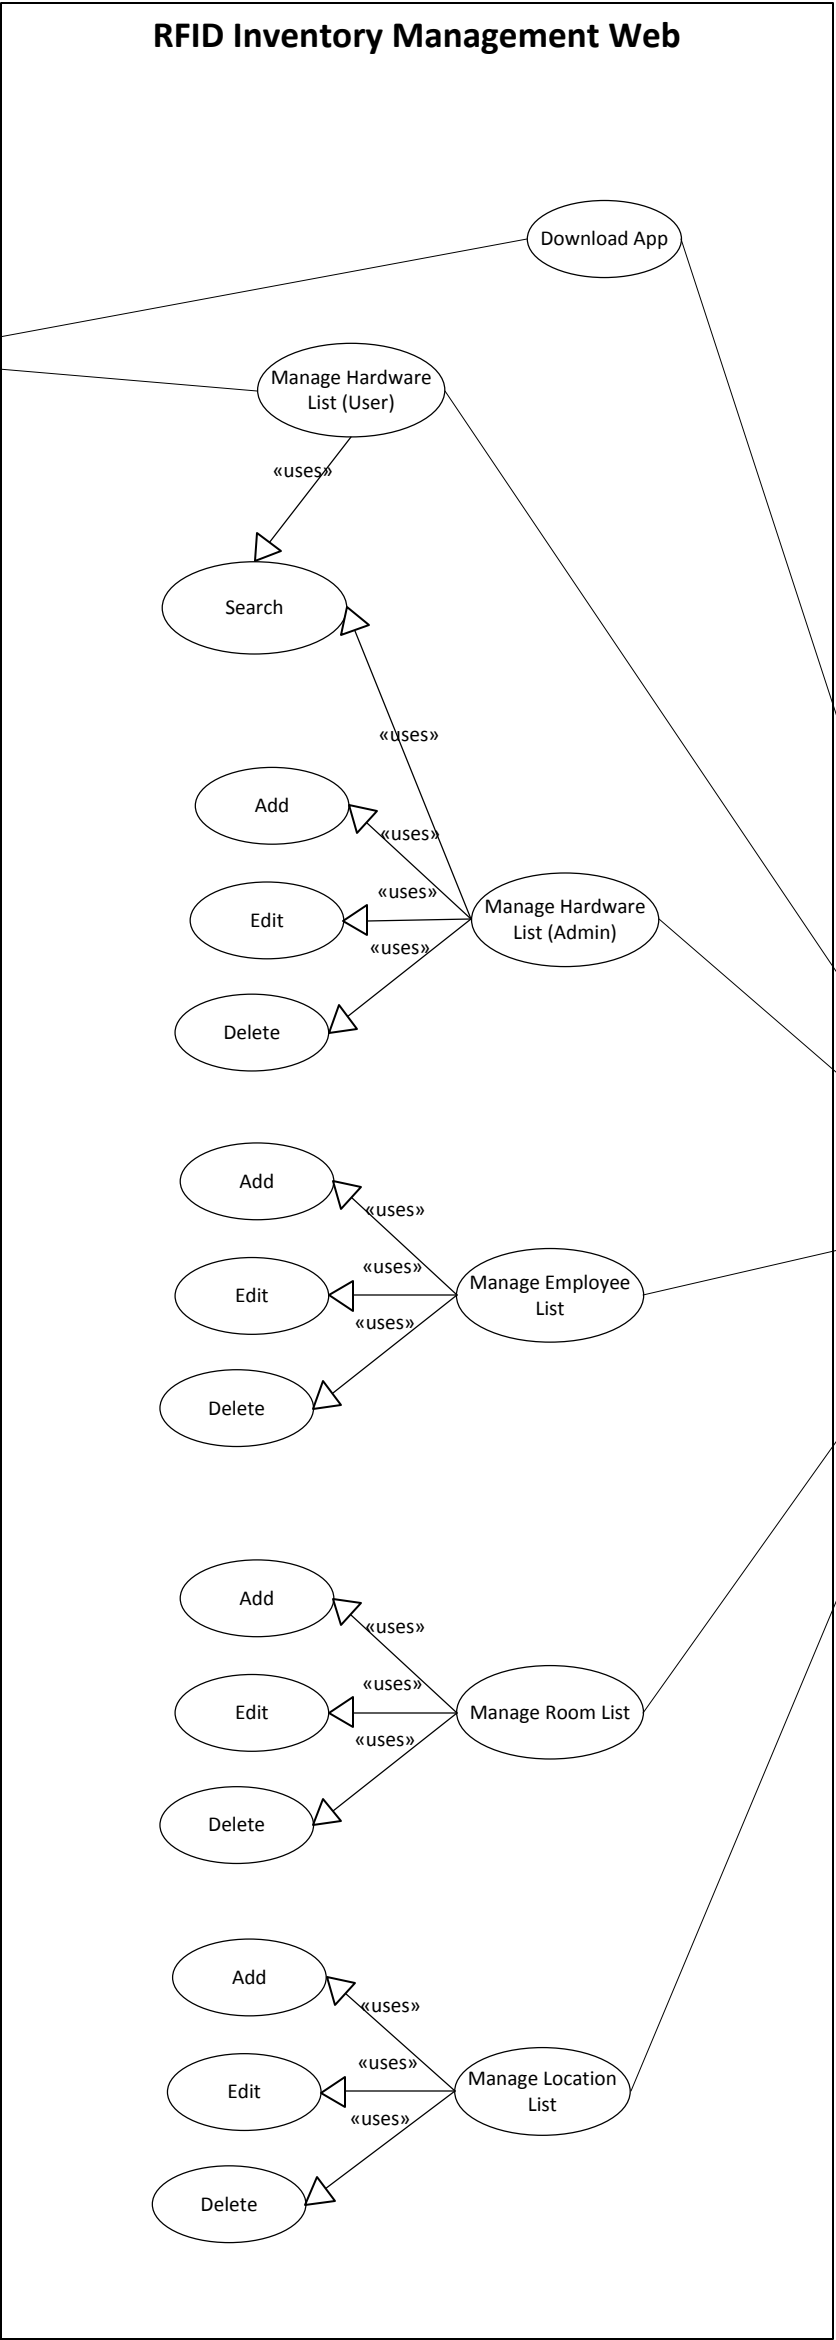 RFID Inventory Management Web
Download App
Manage Hardware
List (User)
«uses»
Search
«uses»
Add
«uses»
«uses»
Edit
Manage Hardware
List (Admin)
«uses»
Delete
Add
«uses»
«uses»
Edit
Manage Employee
List
«uses»
Delete
Add
«uses»
«uses»
Edit
Manage Room List
«uses»
Delete
Add
«uses»
«uses»
Edit
Manage Location
List
«uses»
Delete